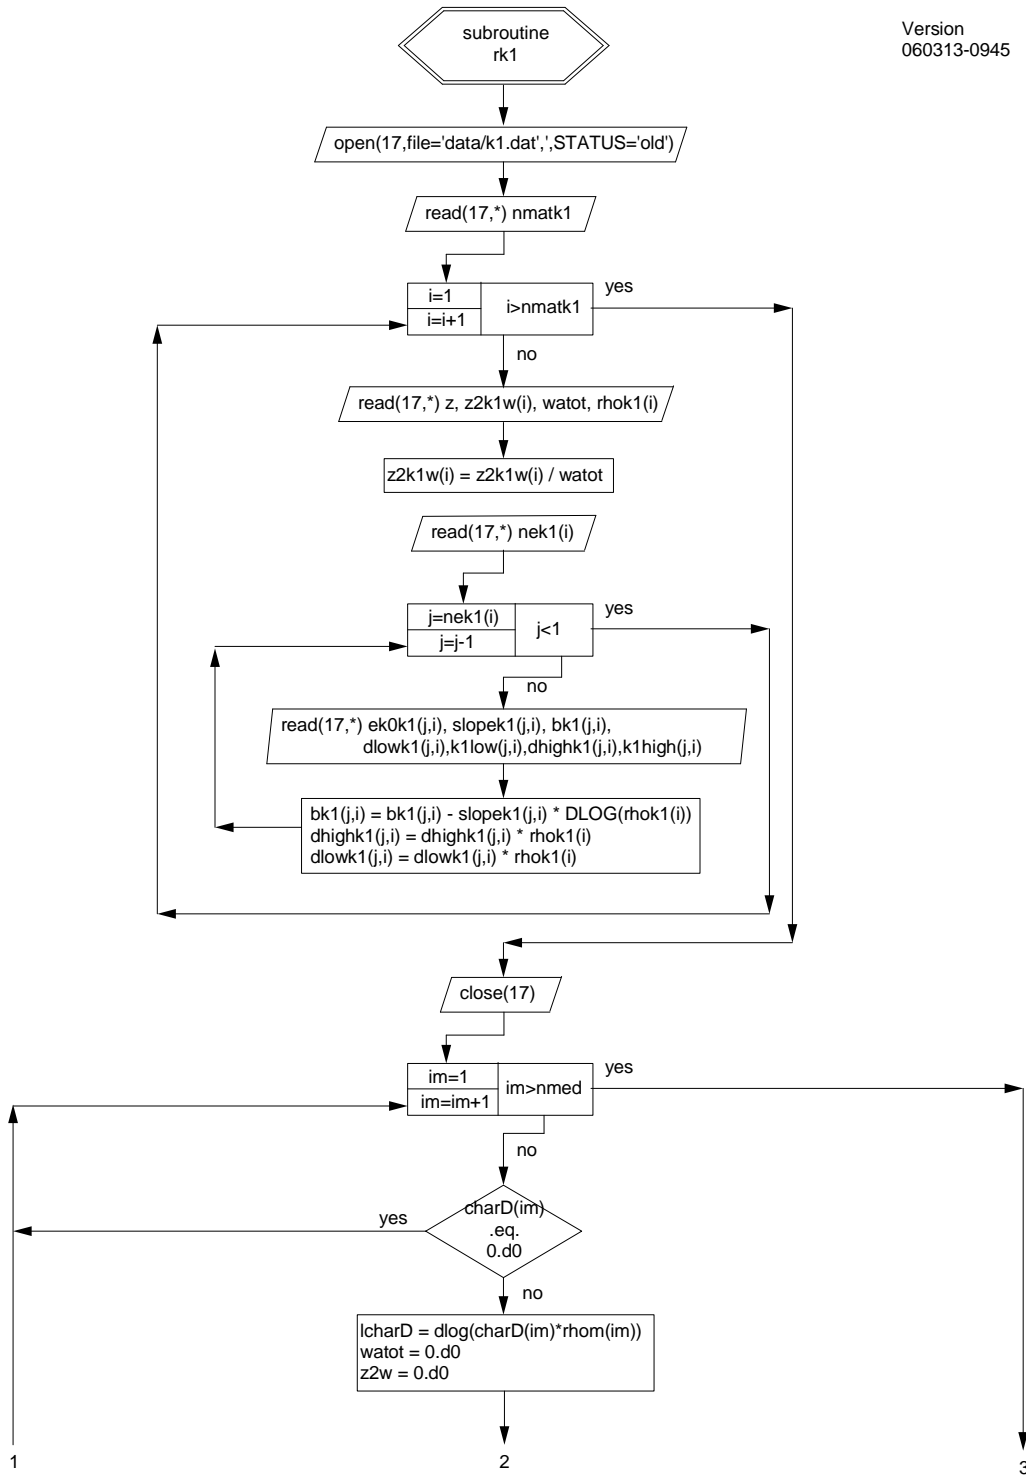 subroutine
rk1
Version
060313-0945
open(17,file='data/k1.dat',',STATUS='old')
read(17,*) nmatk1
i=1
i=i+1
i>nmatk1
yes
no
read(17,*) z, z2k1w(i), watot, rhok1(i)
z2k1w(i) = z2k1w(i) / watot
read(17,*) nek1(i)
j=nek1(i)
j=j-1
j<1
yes
no
read(17,*) ek0k1(j,i), slopek1(j,i), bk1(j,i),
dlowk1(j,i),k1low(j,i),dhighk1(j,i),k1high(j,i)
bk1(j,i) = bk1(j,i) - slopek1(j,i) * DLOG(rhok1(i))
dhighk1(j,i) = dhighk1(j,i) * rhok1(i)
dlowk1(j,i) = dlowk1(j,i) * rhok1(i)
close(17)
im=1
im=im+1
im>nmed
yes
no
charD(im)
.eq.
0.d0
yes
no
lcharD = dlog(charD(im)*rhom(im))
watot = 0.d0
z2w = 0.d0
1
2
3